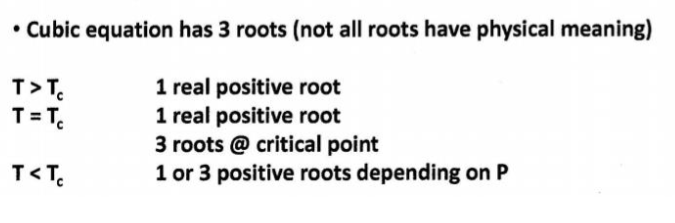 • Cubic equation has 3 roots (not all roots have physical meaning)
T > Tc 1 real positive root
T = Tc 1 real positive root
3 roots @ critical point
T < Tc 1 or 3 positive roots depending on P